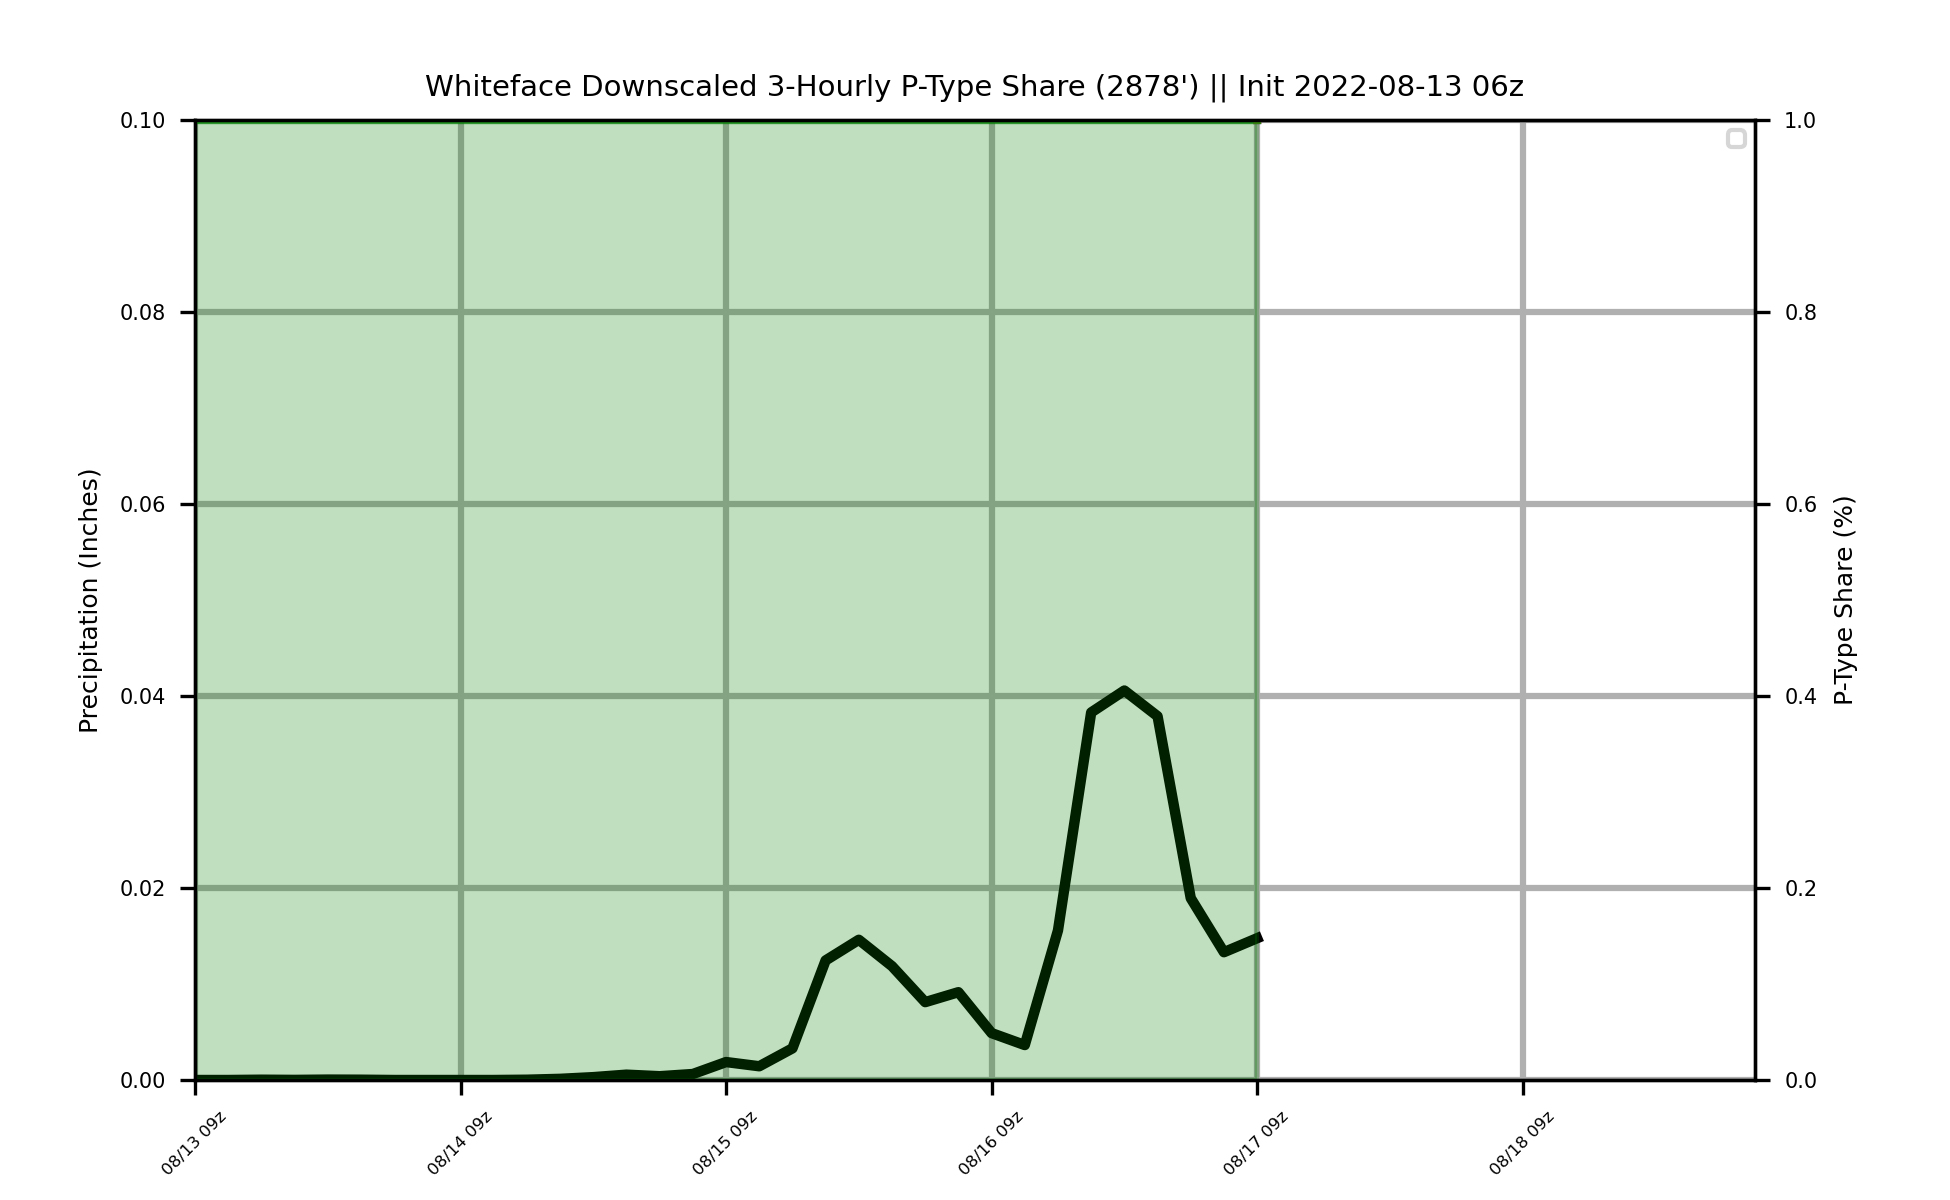 Whiteface Downscaled 3-Hourly P-Type Share (2878') || Init 2022-08-13 06z
0.10
0.08
0.06
0.04
0.02
0.00
Precipitation (Inches)
1.0
0.8
0.6
0.4
0.2
0.0
P-Type Share (%)
08/13 09z
08/14 09z
08/15 09z
08/16 09z
08/17 09z
08/18 09z